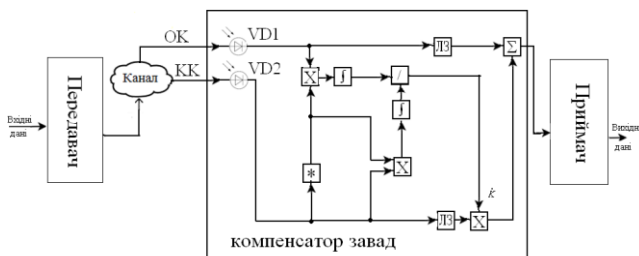 ОК
VD1
ЛЗ
Σ
Передавач
Канал
X
∫
/
КК
VD2
∫
Приймач
Вхідні
дані
Вихідні
дані
*
X
k̇
ЛЗ
X
компенсатор завад